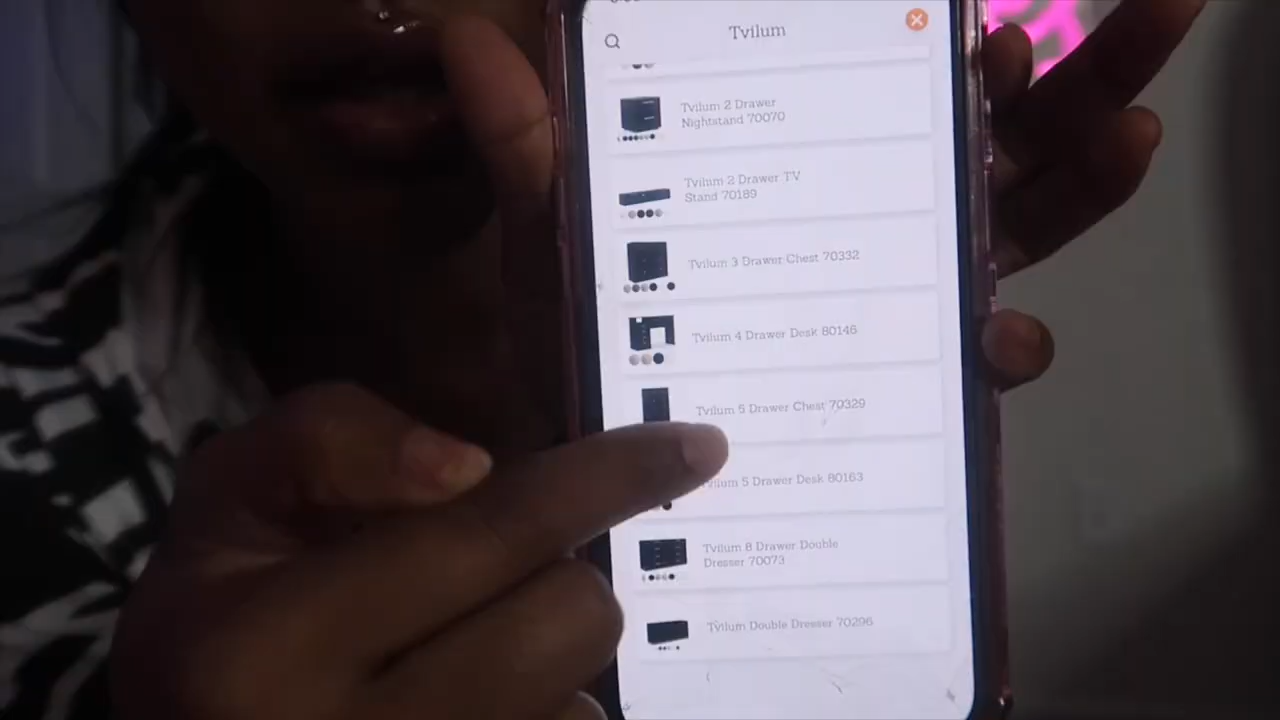 Tvilum
Tvilum 2 Drawer
Nightstand 70070
Tvilum 2 Drawer TV
Stand 70189
Tvilum 3 Drawer Chest 70332
Tvilum 4 Drawer Desk 80146
Tvilum 5 Drawer Chest 70329
Tvilum 5 Drawer Desk 80163
Tvilum 8 Drawer Double
Dresser 70073
Tvilum Double Dresser 70296